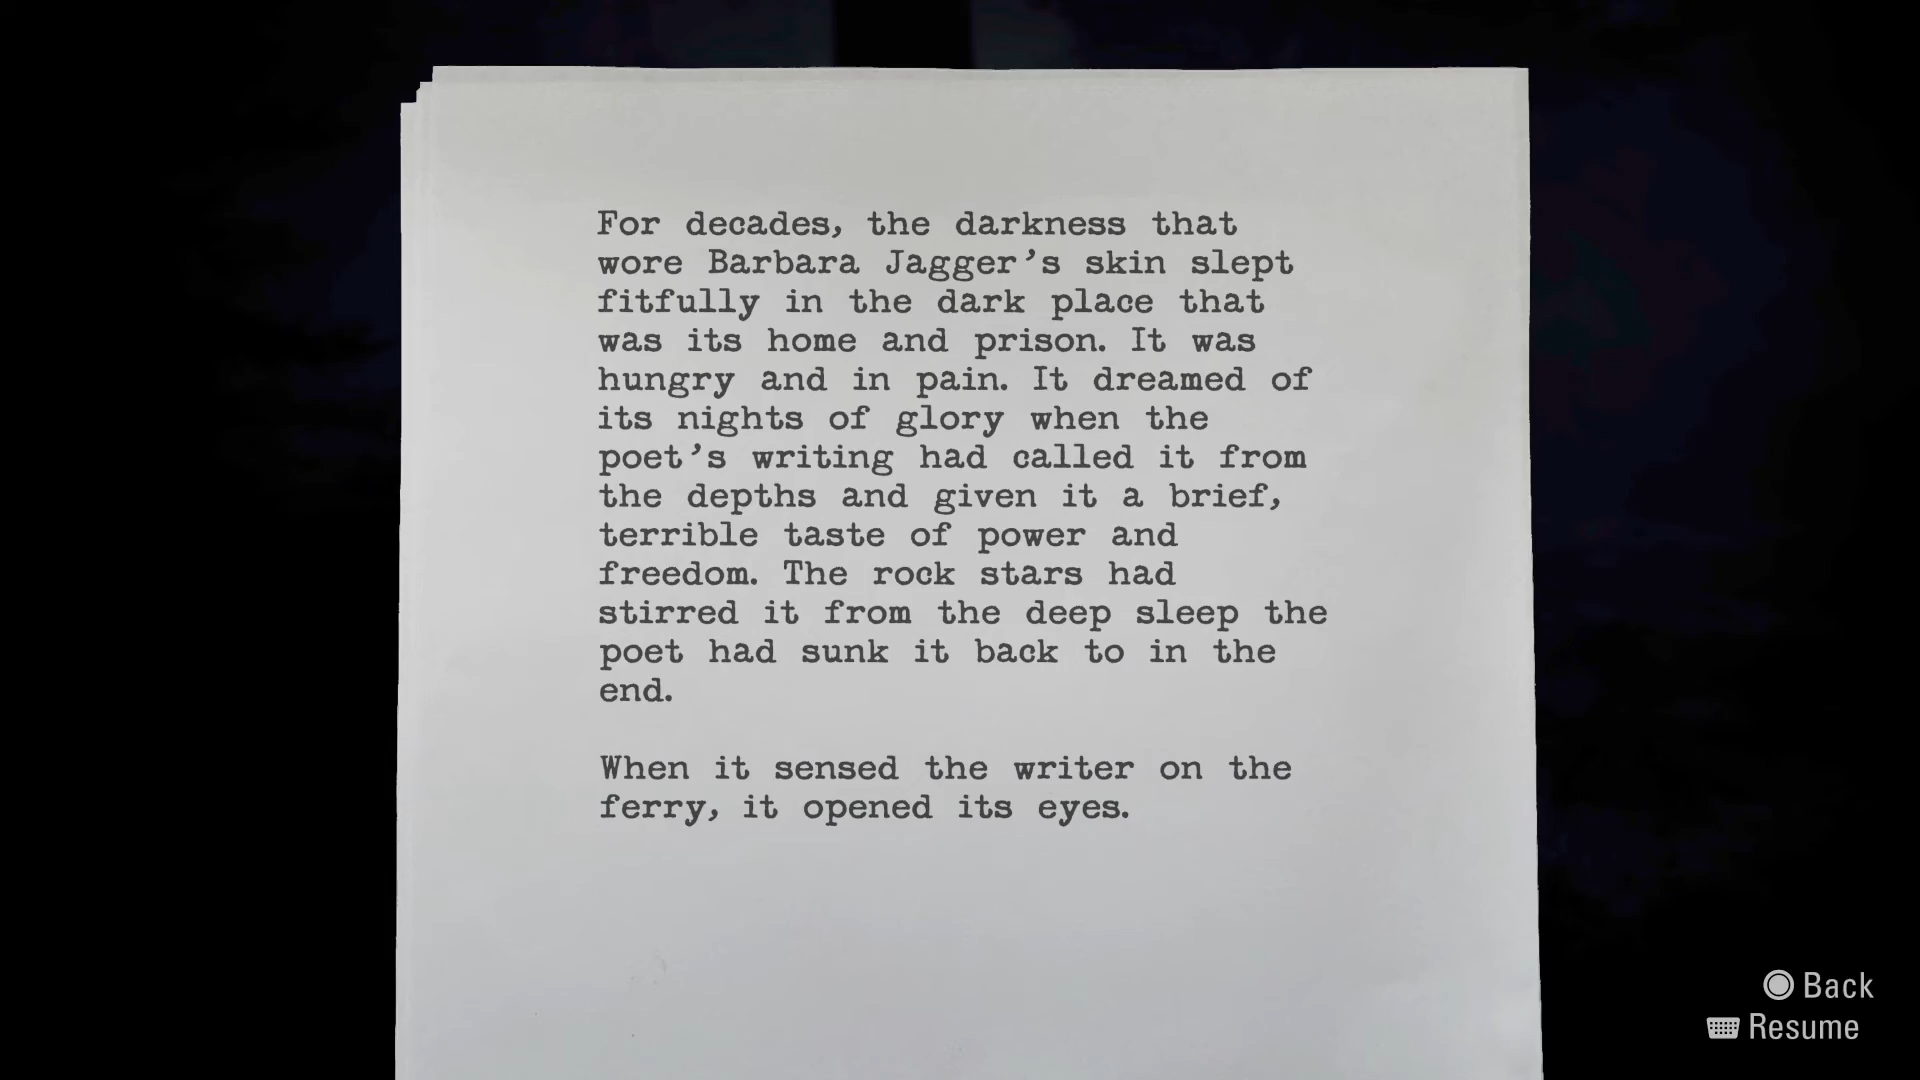 For decades, the darkness that
wore Barbara Jagger’s skin slept
fitfully in the dark place that
was its home and prison. It was
hungry and in pain. It dreamed of
its nights of glory when the
poet’s writing had called it from
the depths and given it a brief,
terrible taste of power and
freedom. The rock stars had
stirred it from the deep sleep the
poet had sunk it back to in the
end.

When it sensed the writer on the
ferry, it opened its eyes.
Back
Resume